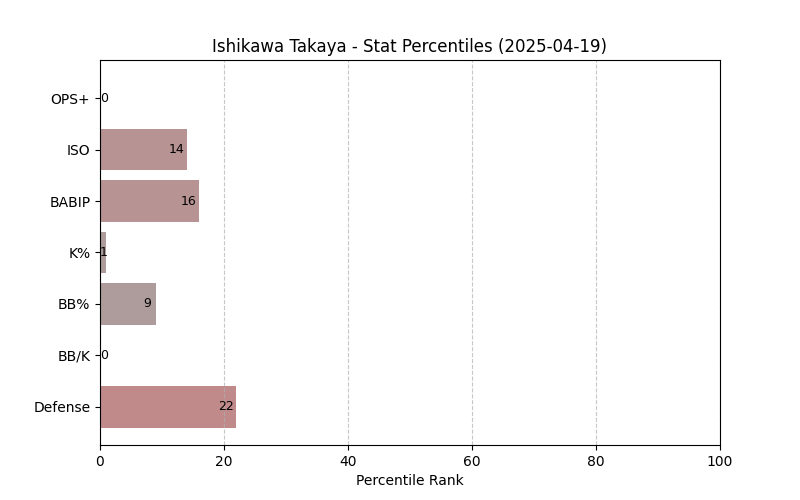 Ishikawa Takaya - Stat Percentiles (2025-04-19)
OPS+ 0
ISO 14
BABIP 16
K% 1
BB% 9
BB/K 0
Defense 22
0 20 40 60 80 100
Percentile Rank